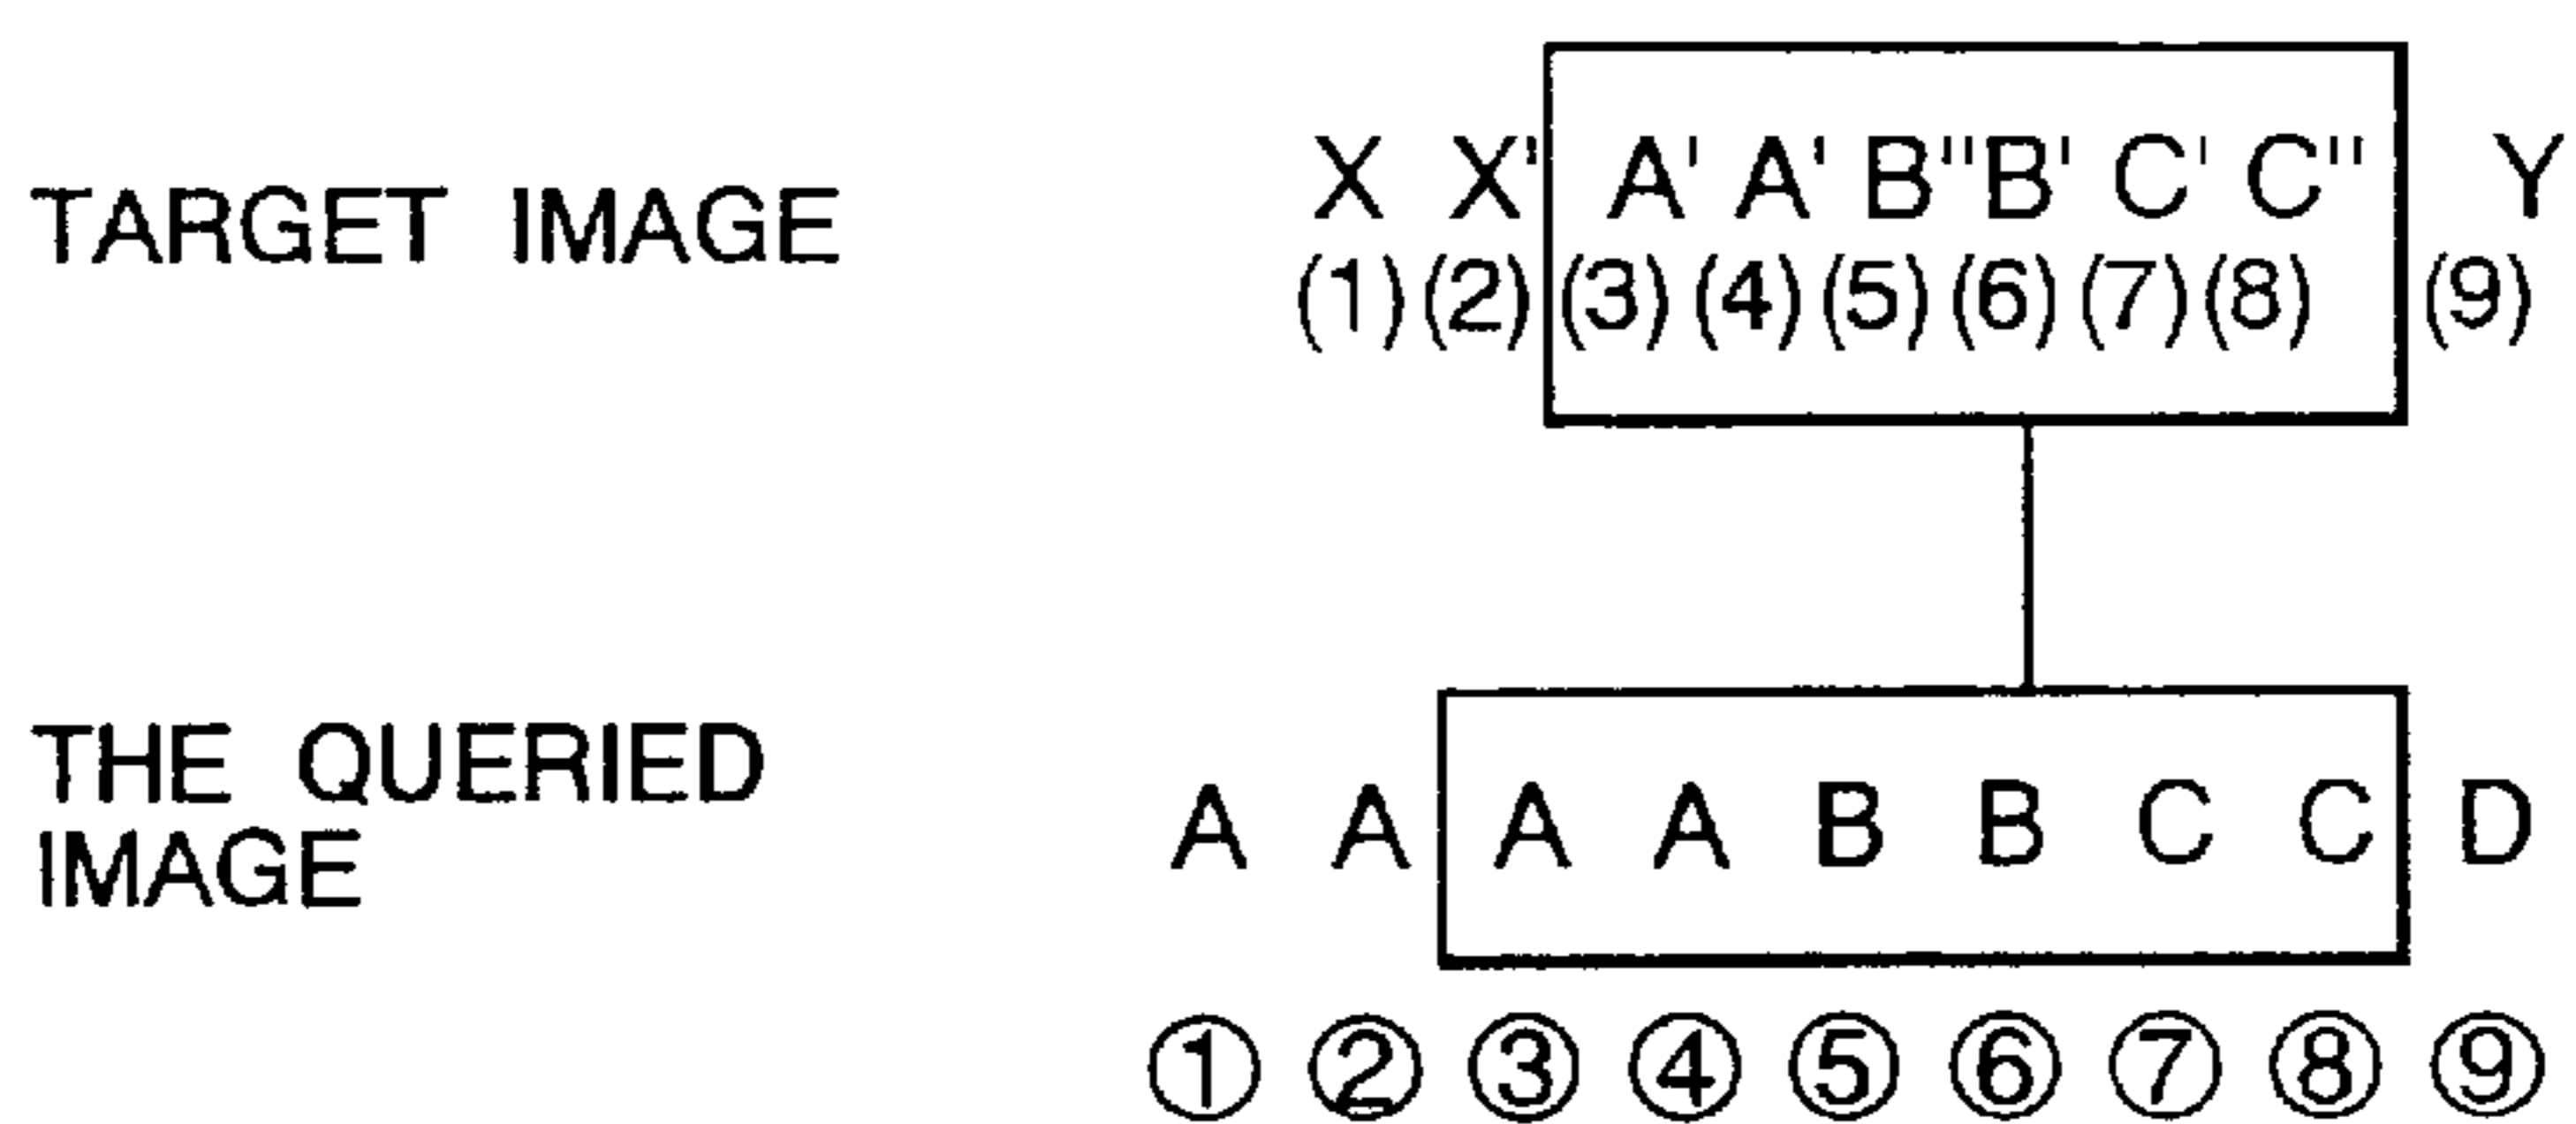 TARGET IMAGE
X X' A' A' B" B' C' C" Y
(1) (2) (3) (4) (5) (6) (7) (8) (9)
THE QUERIED
IMAGE
A A A A B B C C D
① ② ③ ④ ⑤ ⑥ ⑦ ⑧ ⑨